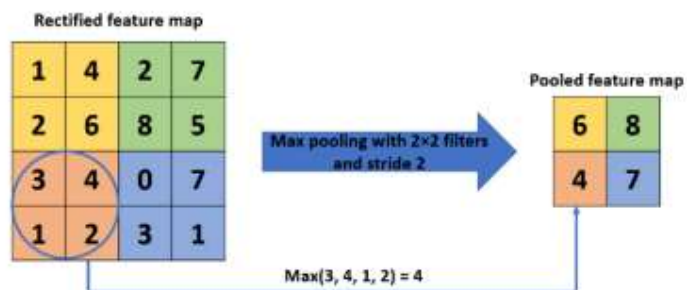 Rectified feature map
1 4 2 7
2 6 8 5
3 4 0 7
1 2 3 1
Max pooling with 2×2 filters
and stride 2
Pooled feature map
6 8
4 7
Max(3, 4, 1, 2) = 4